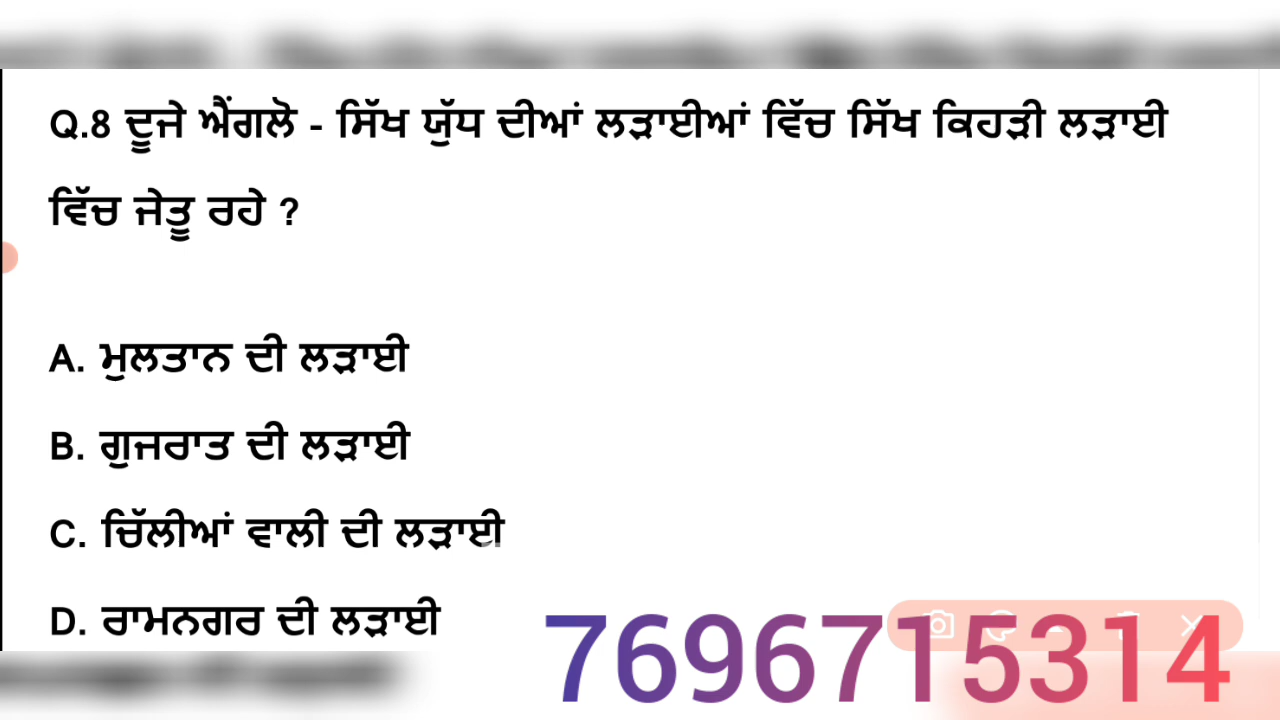 Q.8 ਦੂਜੇ ਐਂਗਲੋ - ਸਿੱਖ ਯੁੱਧ ਦੀਆਂ ਲੜਾਈਆਂ ਵਿੱਚ ਸਿੱਖ ਕਿਹੜੀ ਲੜਾਈ
ਵਿੱਚ ਜੇਤੂ ਰਹੇ ?
A. ਮੁਲਤਾਨ ਦੀ ਲੜਾਈ
B. ਗੁਜਰਾਤ ਦੀ ਲੜਾਈ
C. ਚਿੱਲੀਆਂ ਵਾਲੀ ਦੀ ਲੜਾਈ
D. ਰਾਮਨਗਰ ਦੀ ਲੜਾਈ
7696715314